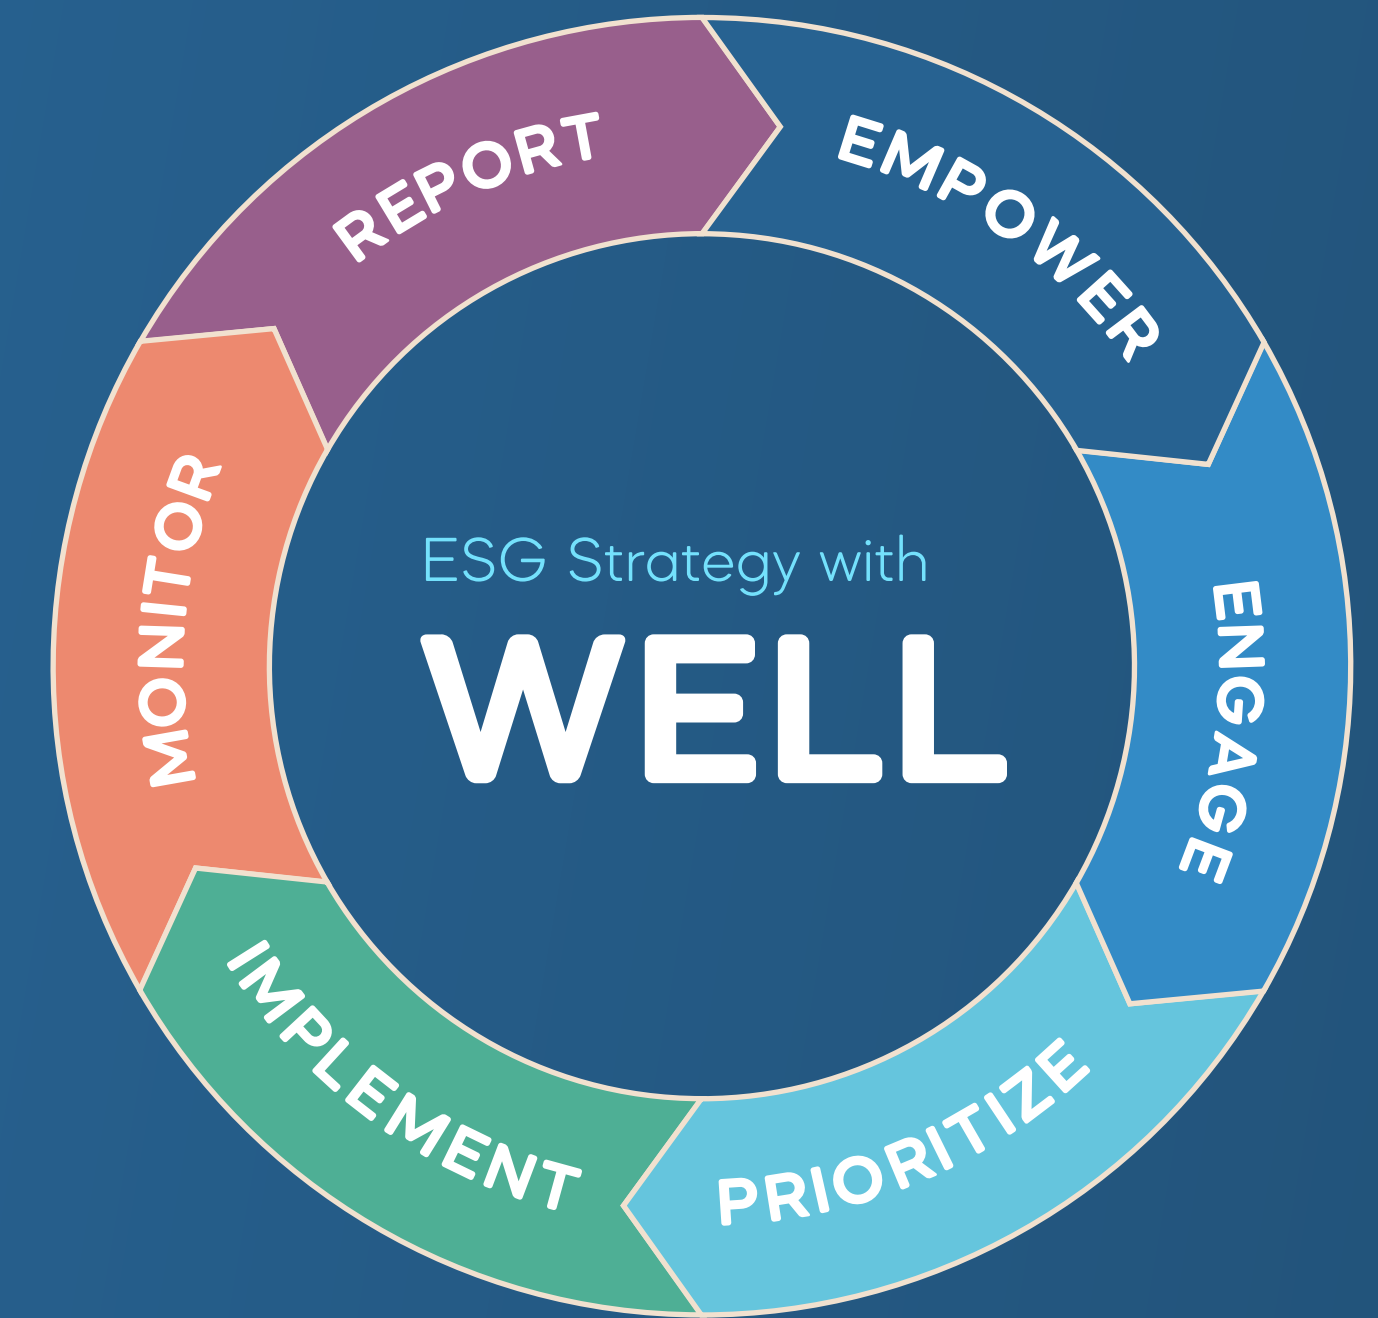 ESG Strategy with
WELL
EMPOWER
ENGAGE
PRIORITIZE
IMPLEMENT
MONITOR
REPORT